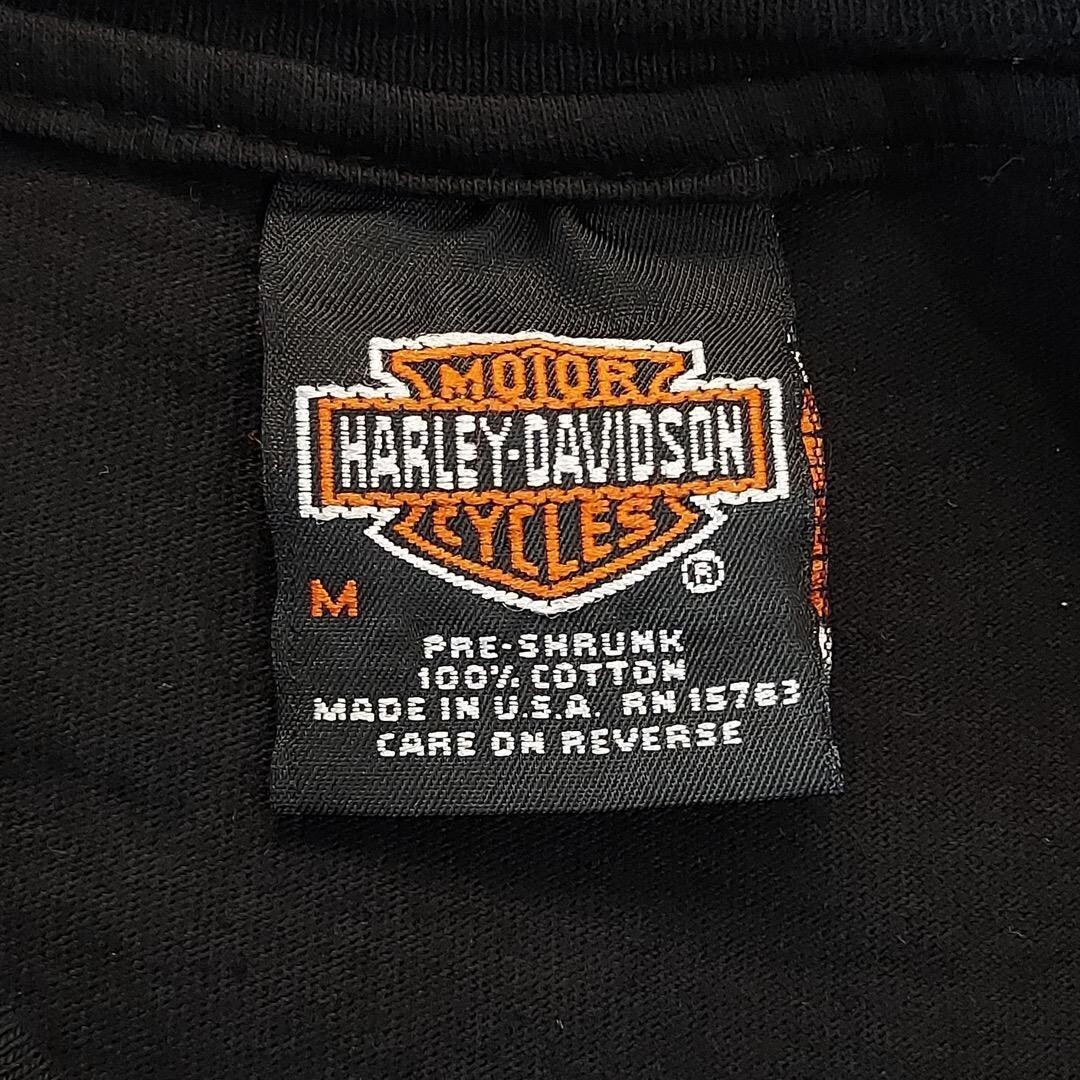 MOTOR
HARLEY-DAVIDSON
CYCLES
®
M
PRE-SHRUNK
100% COTTON
MADE IN U.S.A. RN 15763
CARE ON REVERSE